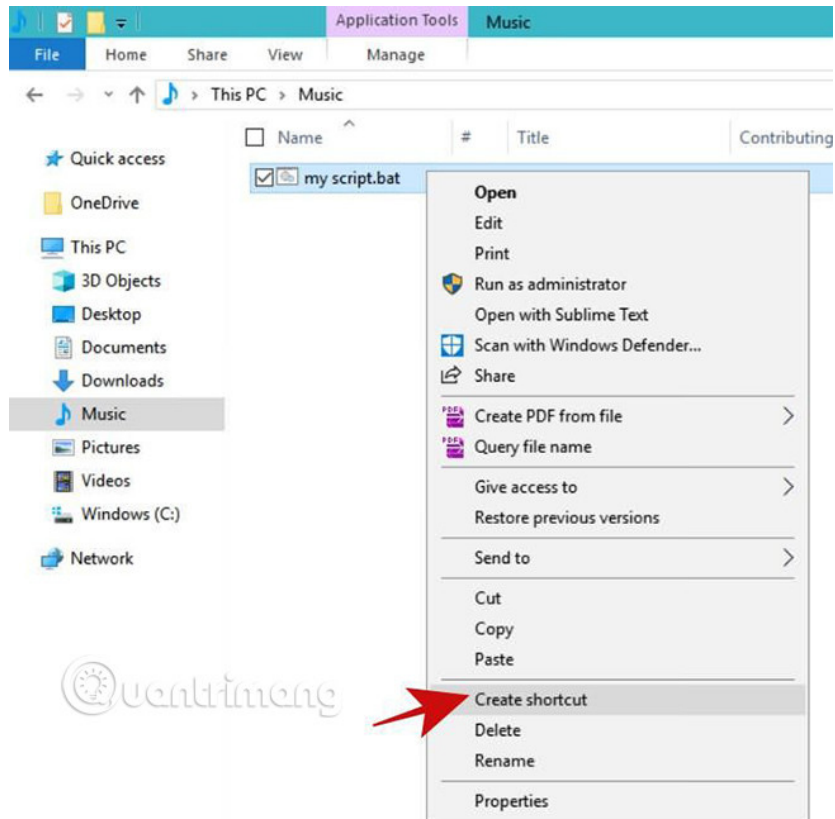 Application Tools Music
File Home Share View Manage
This PC > Music
Name # Title Contributing
Quick access
OneDrive
This PC
3D Objects
Desktop
Documents
Downloads
Music
Pictures
Videos
Windows (C:)
Network
my script.bat
Open
Edit
Print
Run as administrator
Open with Sublime Text
Scan with Windows Defender...
Share
Create PDF from file
Query file name
Give access to
Restore previous versions
Send to
Cut
Copy
Paste
Create shortcut
Delete
Rename
Properties
Quantrimang